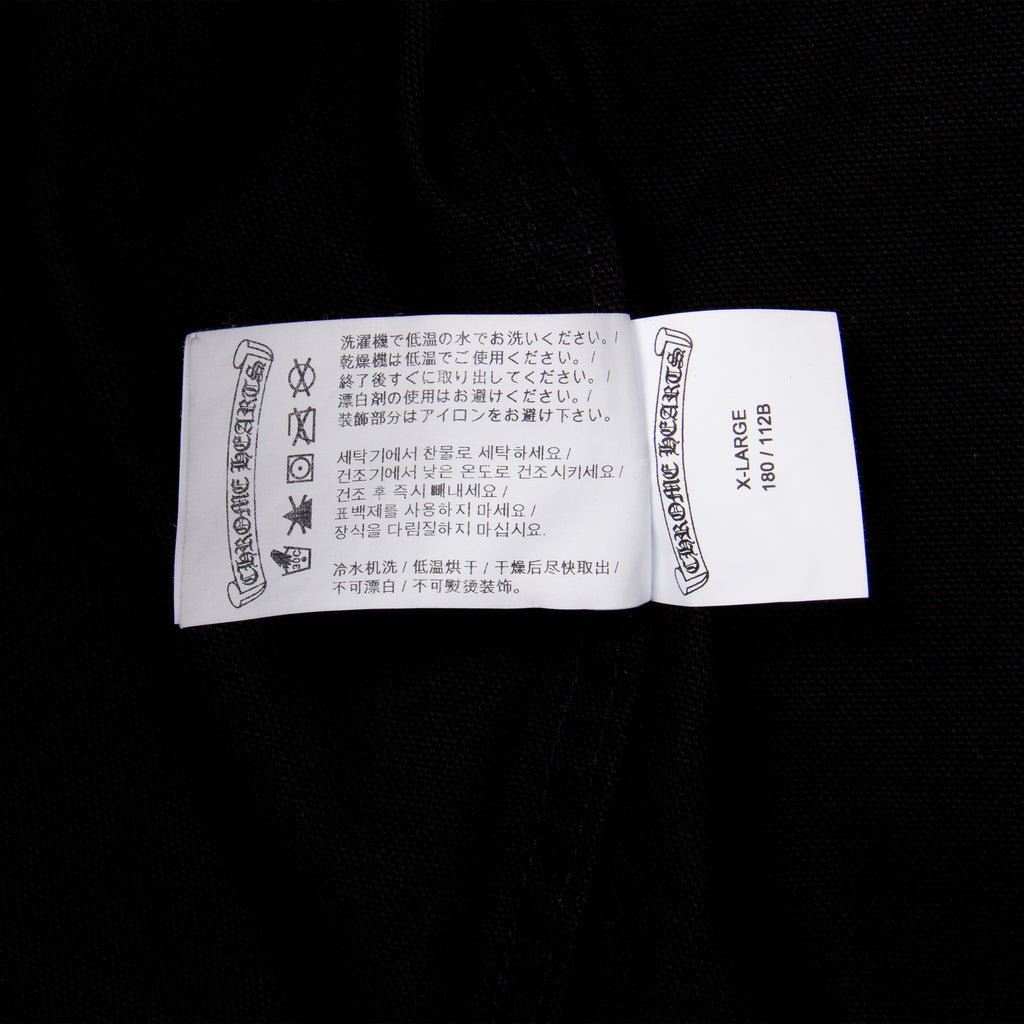 CHROME HEARTS
30C
洗濯機で低温の水でお洗いください。/
乾燥機は低温でご使用ください。/
終了後すぐに取り出してください。/
漂白剤の使用はお避けください。/
装飾部分はアイロンをお避け下さい。
세탁기에서 찬물로 세탁하세요 /
건조기에서 낮은 온도로 건조시키세요 /
건조 후 즉시 빼내세요 /
표백제를 사용하지 마세요 /
장식을 다림질하지 마십시요.
冷水机洗 / 低温烘干 / 干燥后尽快取出 /
不可漂白 / 不可熨烫装饰。
CHROME HEARTS
X-LARGE
180 / 112B